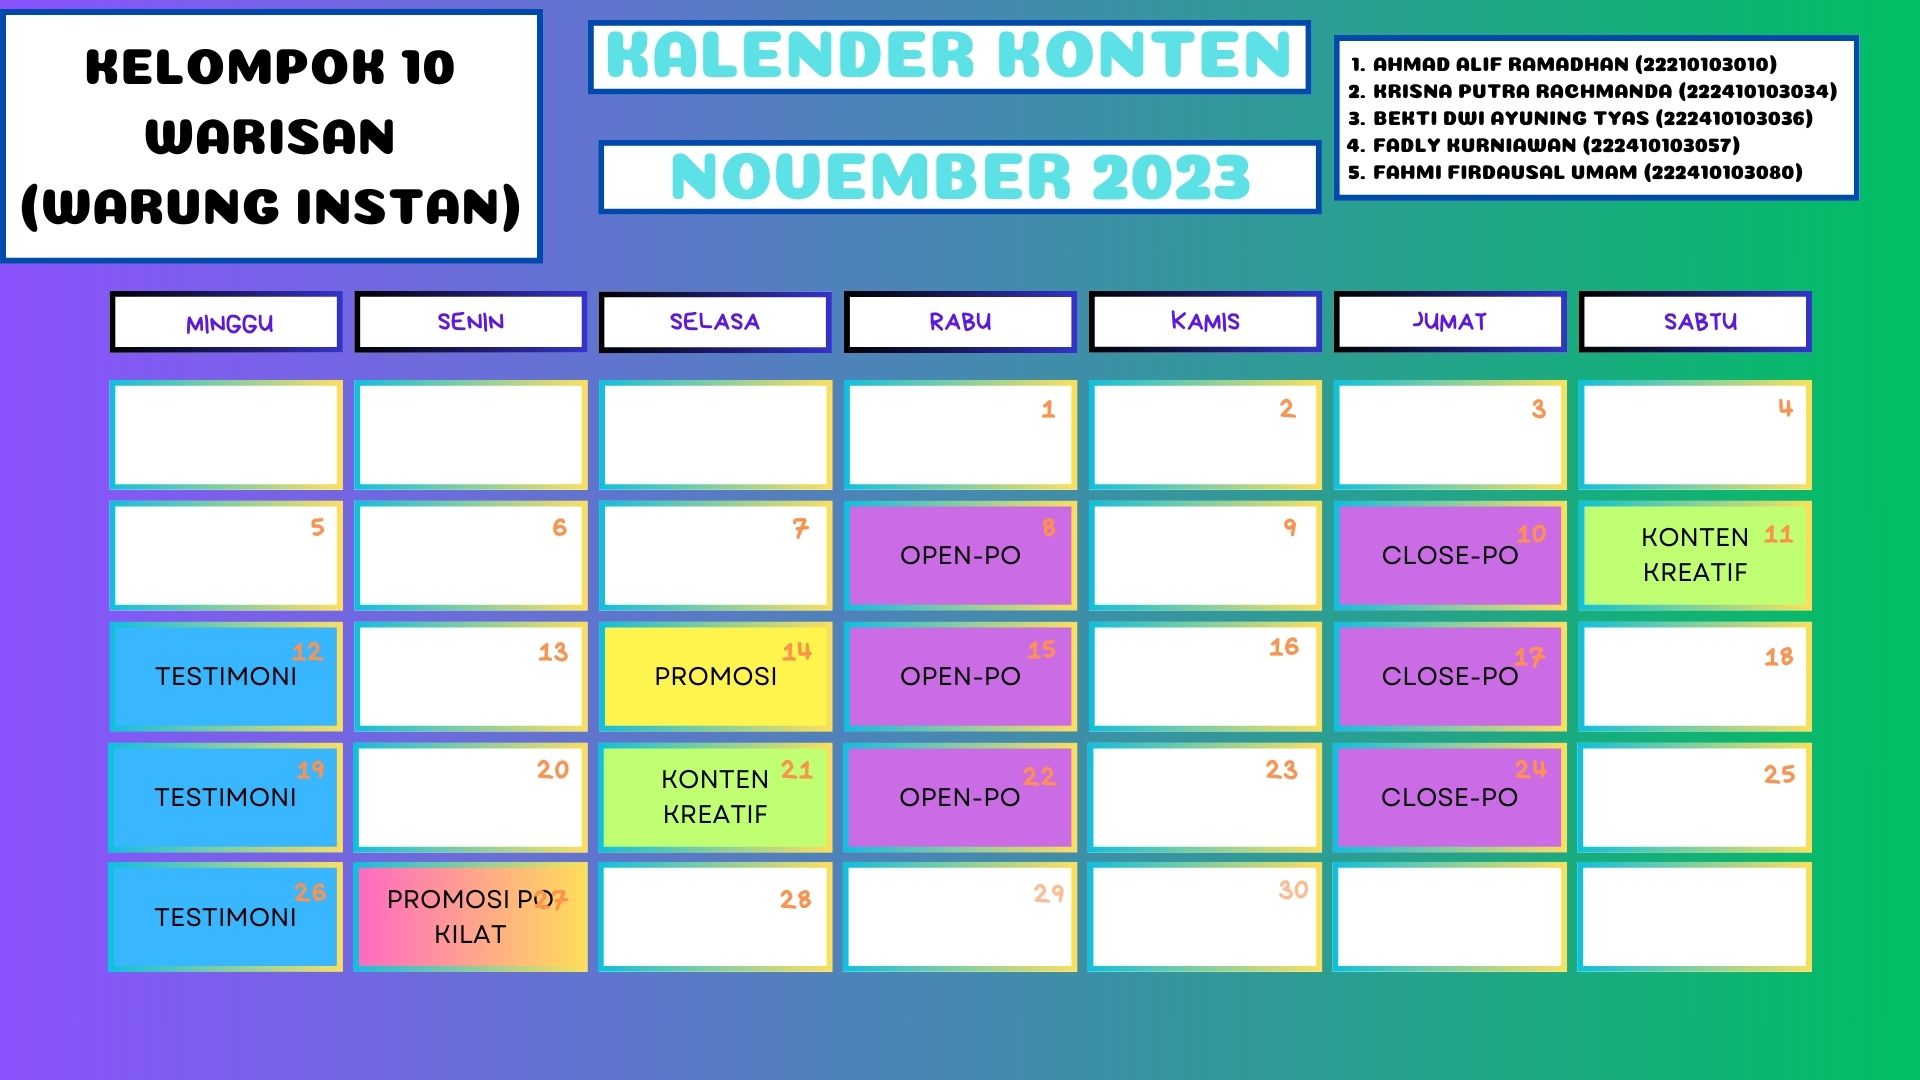 KELOMPOK 10
WARISAN
(WARUNG INSTAN)
KALENDER KONTEN
NOVEMBER 2023
1. AHMAD ALIF RAMADHAN (22210103010)
2. KRISNA PUTRA RACHMANDA (222410103034)
3. BEKTI DWI AYUNING TYAS (222410103036)
4. FADLY KURNIAWAN (222410103057)
5. FAHMI FIRDAUSAL UMAM (222410103080)
MINGGU SENIN SELASA RABU KAMIS JUMAT SABTU
1 2 3 4
5 6 7 8 9 10 11
OPEN-PO CLOSE-PO KONTEN
KREATIF
12 13 14 15 16 17 18
TESTIMONI PROMOSI OPEN-PO CLOSE-PO
19 20 21 22 23 24 25
TESTIMONI KONTEN OPEN-PO CLOSE-PO
KREATIF
26 27 28 29 30
TESTIMONI PROMOSI PO
KILAT